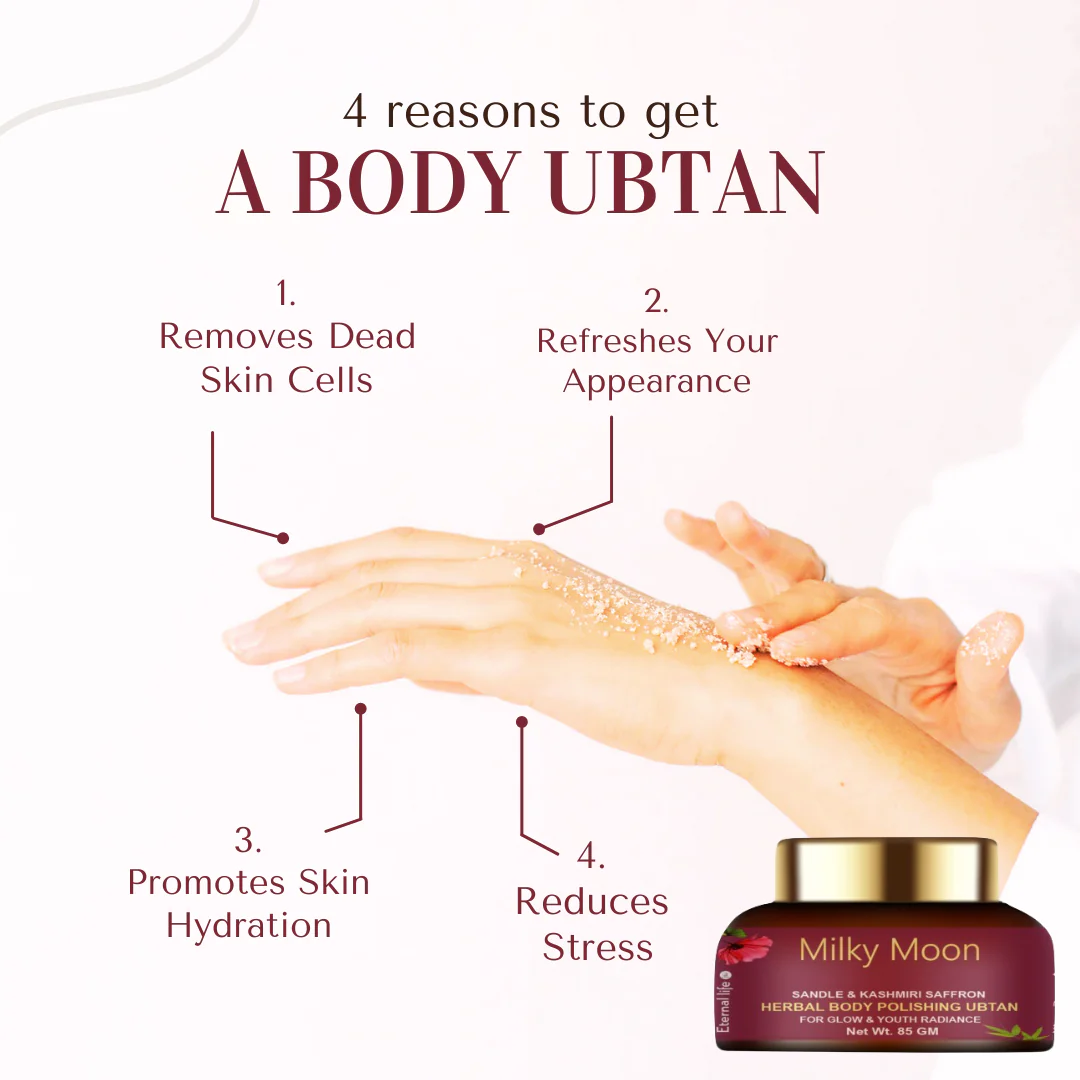 4 reasons to get
A BODY UBTAN
1.
Removes Dead
Skin Cells
2.
Refreshes Your
Appearance
3.
Promotes Skin
Hydration
4.
Reduces
Stress
Milky Moon
SANDLE & KASHMIRI SAFFRON
HERBAL BODY POLISHING UBTAN
FOR GLOW & YOUTH RADIANCE
Net Wt. 85 GM
Eternal life